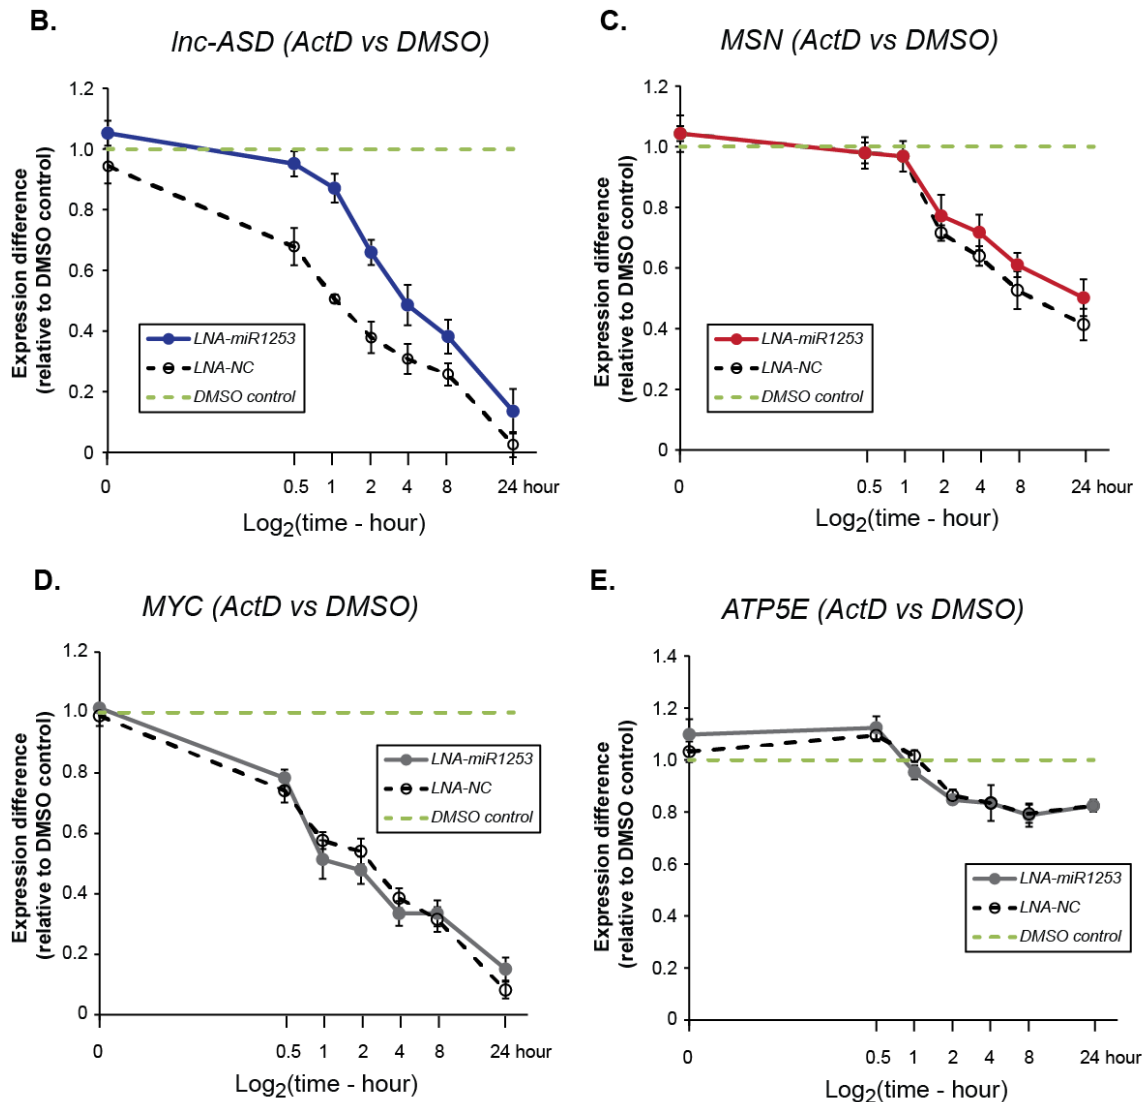 B.
lnc-ASD (ActD vs DMSO)
Expression difference
(relative to DMSO control)
1.2
1.0
0.8
0.6
0.4
0.2
0
LNA-miR1253
LNA-NC
DMSO control
0 0.5 1 2 4 8 24 hour
Log2(time - hour)
C.
MSN (ActD vs DMSO)
Expression difference
(relative to DMSO control)
1.2
1.0
0.8
0.6
0.4
0.2
0
LNA-miR1253
LNA-NC
DMSO control
0 0.5 1 2 4 8 24 hour
Log2(time - hour)
D.
MYC (ActD vs DMSO)
Expression difference
(relative to DMSO control)
1.2
1.0
0.8
0.6
0.4
0.2
0
LNA-miR1253
LNA-NC
DMSO control
0 0.5 1 2 4 8 24 hour
Log2(time - hour)
E.
ATP5E (ActD vs DMSO)
Expression difference
(relative to DMSO control)
1.4
1.2
1.0
0.8
0.6
0.4
0.2
0
LNA-miR1253
LNA-NC
DMSO control
0 0.5 1 2 4 8 24 hour
Log2(time - hour)